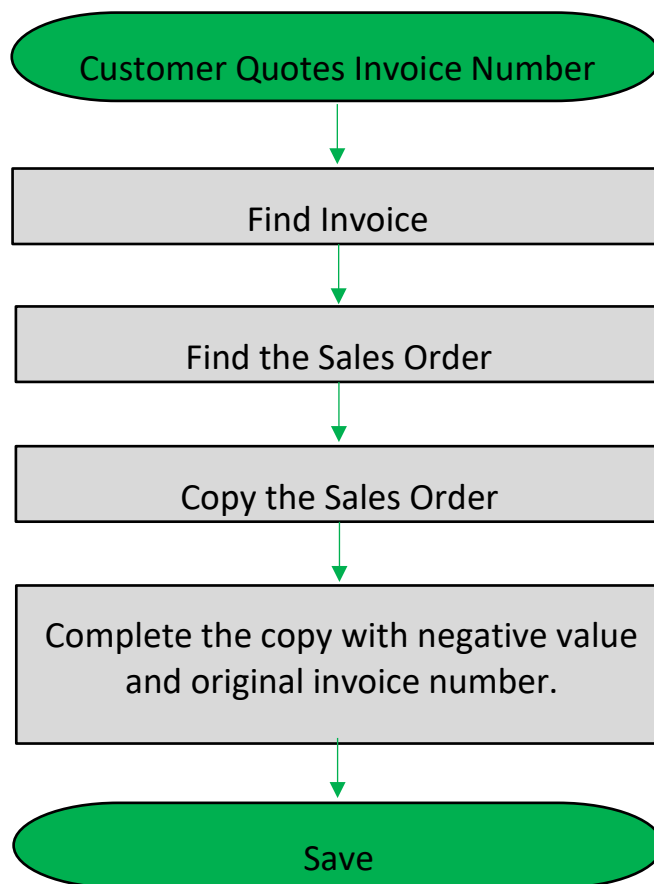 Customer Quotes Invoice Number
Find Invoice
Find the Sales Order
Copy the Sales Order
Complete the copy with negative value
and original invoice number.
Save